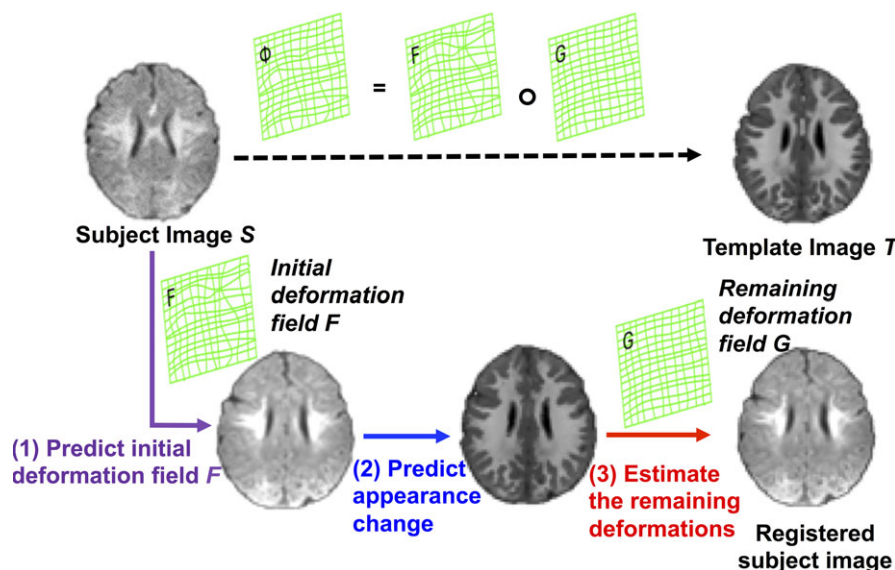 Φ
=
F
G
Subject Image S
Template Image T
F
Initial
deformation
field F
Remaining
deformation
field G
G
(1) Predict initial
deformation field F
(2) Predict
appearance
change
(3) Estimate
the remaining
deformations
Registered
subject image